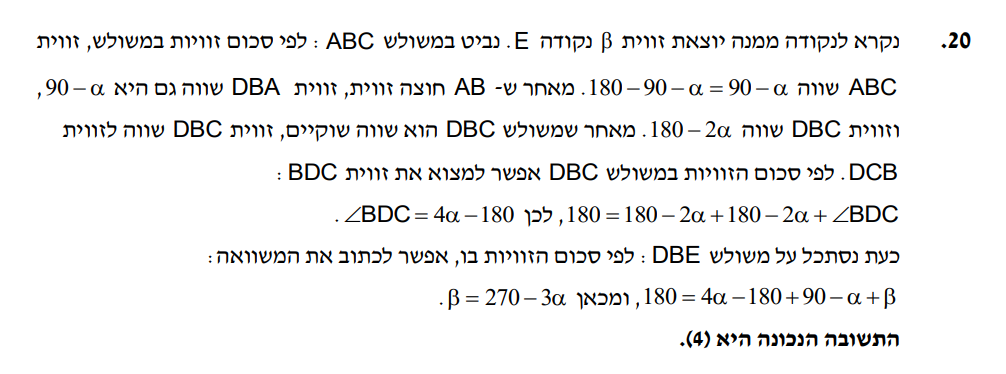 20. נקרא לנקודה ממנה יוצאת זווית β נקודה E. נביט במשולש ABC : לפי סכום זוויות במשולש, זווית
ABC שווה 180 – 90 – α = 90 – α. מאחר ש- AB חוצה זווית, זווית DBA שווה גם היא 90 – α,
וזווית DBC שווה 180 – 2α. מאחר שמשולש DBC הוא שווה שוקיים, זווית DBC שווה לזווית
DCB. לפי סכום הזוויות במשולש DBC אפשר למצוא את זווית BDC :
180 = 180 – 2α + 180 – 2α + ∠BDC, לכן ∠BDC = 4α – 180 .
כעת נסתכל על משולש DBE : לפי סכום הזוויות בו, אפשר לכתוב את המשוואה :
180 = 4α – 180 + 90 – α + β, ומכאן β = 270 – 3α .
התשובה הנכונה היא (4).